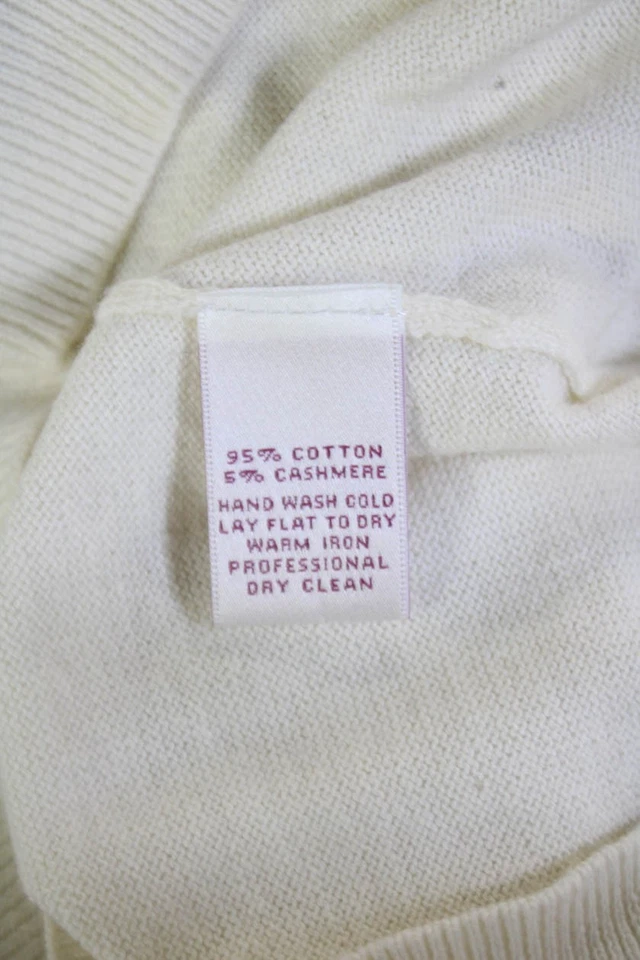 95% COTTON
5% CASHMERE
HAND WASH COLD
LAY FLAT TO DRY
WARM IRON
PROFESSIONAL
DRY CLEAN